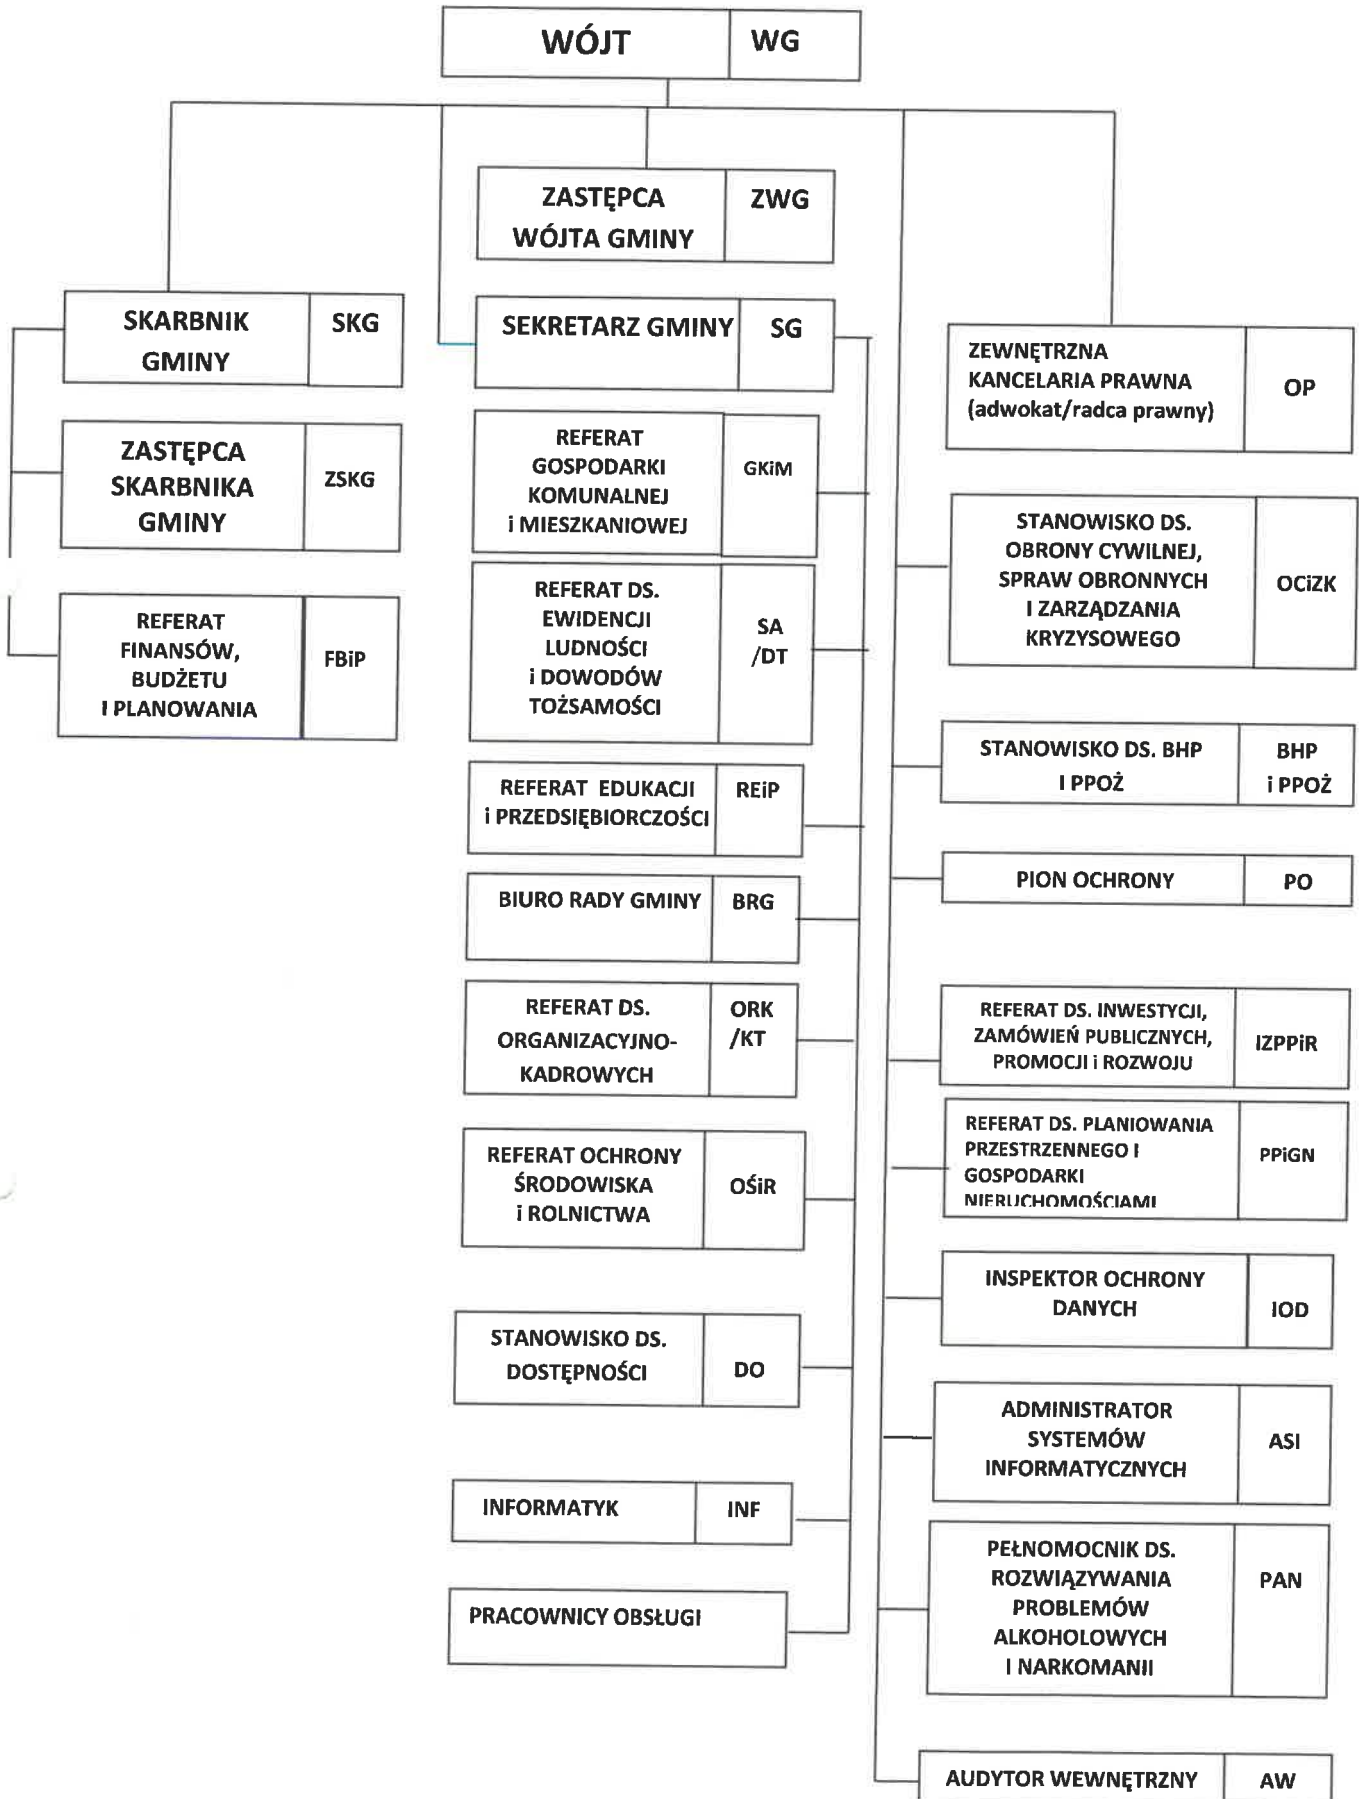 WÓJT WG
ZASTĘPCA ZWG
WÓJTA GMINY
SKARBNIK SKG
GMINY
ZASTĘPCA
SKARBNIKA ZSKG
GMINY
REFERAT
FINANSÓW,
BUDŻETU FBiP
I PLANOWANIA
SEKRETARZ GMINY SG
REFERAT
GOSPODARKI GKiM
KOMUNALNEJ
i MIESZKANIOWEJ
REFERAT DS.
EWIDENCJI SA
LUDNOŚCI /DT
i DOWODÓW
TOŻSAMOŚCI
REFERAT EDUKACJI REiP
i PRZEDSIĘBIORCZOŚCI
BIURO RADY GMINY BRG
REFERAT DS. ORK
ORGANIZACYJNO- /KT
KADROWYCH
REFERAT OCHRONY
ŚRODOWISKA OŚiR
i ROLNICTWA
STANOWISKO DS.
DOSTĘPNOŚCI DO
INFORMATYK INF
PRACOWNICY OBSŁUGI
ZEWNĘTRZNA
KANCELARIA PRAWNA OP
(adwokat/radca prawny)
STANOWISKO DS.
OBRONY CYWILNEJ,
SPRAW OBRONNYCH OCiZK
I ZARZĄDZANIA
KRYZYSOWEGO
STANOWISKO DS. BHP BHP
I PPOŻ i PPOŻ
PION OCHRONY PO
REFERAT DS. INWESTYCJI,
ZAMÓWIEŃ PUBLICZNYCH, IZPPiR
PROMOCJI i ROZWOJU
REFERAT DS. PLANIOWANIA
PRZESTRZENNEGO I PPiGN
GOSPODARKI
NIERUCHOMOŚCIAMI
INSPEKTOR OCHRONY
DANYCH IOD
ADMINISTRATOR
SYSTEMÓW ASI
INFORMATYCZNYCH
PEŁNOMOCNIK DS.
ROZWIĄZYWANIA PAN
PROBLEMÓW
ALKOHOLOWYCH
I NARKOMANII
AUDYTOR WEWNĘTRZNY AW